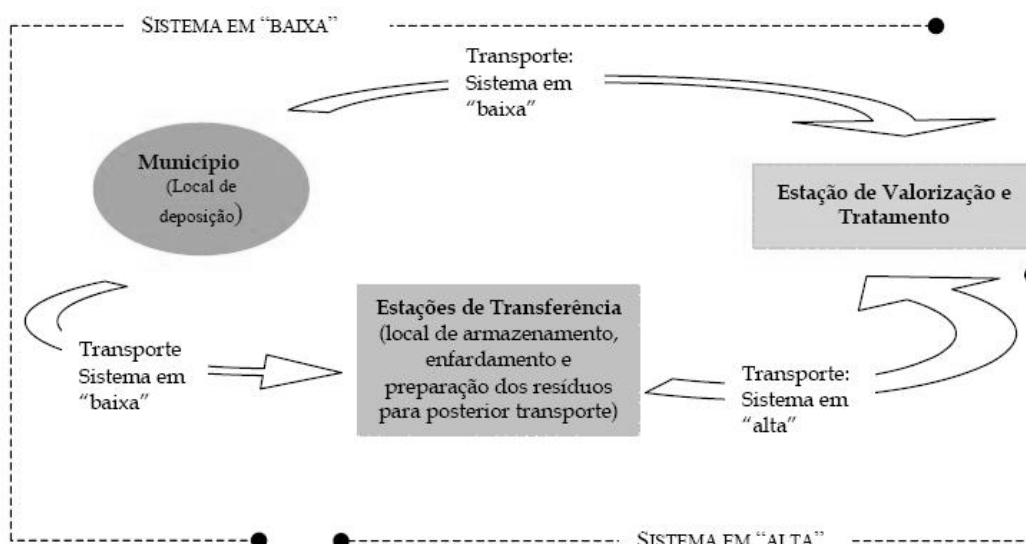 SISTEMA EM “BAIXA”
Transporte:
Sistema em
“baixa”
Município
(Local de
deposição)
Estação de Valorização e
Tratamento
Estações de Transferência
(local de armazenamento,
enfardamento e
preparação dos resíduos
para posterior transporte)
Transporte
Sistema em
“baixa”
Transporte:
Sistema em
“alta”
SISTEMA EM “ALTA”